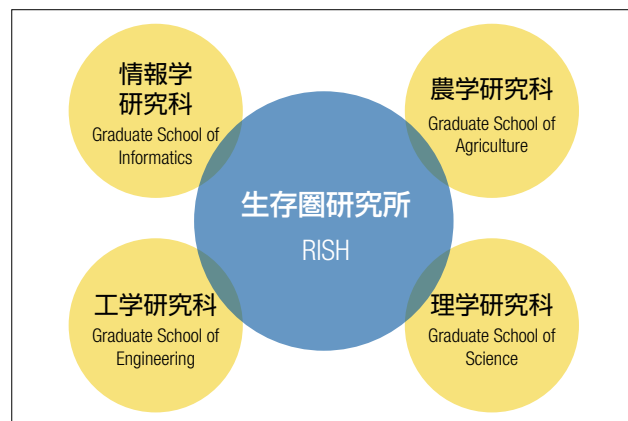 情報学
研究科
Graduate School of
Informatics
農学研究科
Graduate School of
Agriculture
生存圏研究所
RISH
工学研究科
Graduate School of
Engineering
理学研究科
Graduate School of
Science